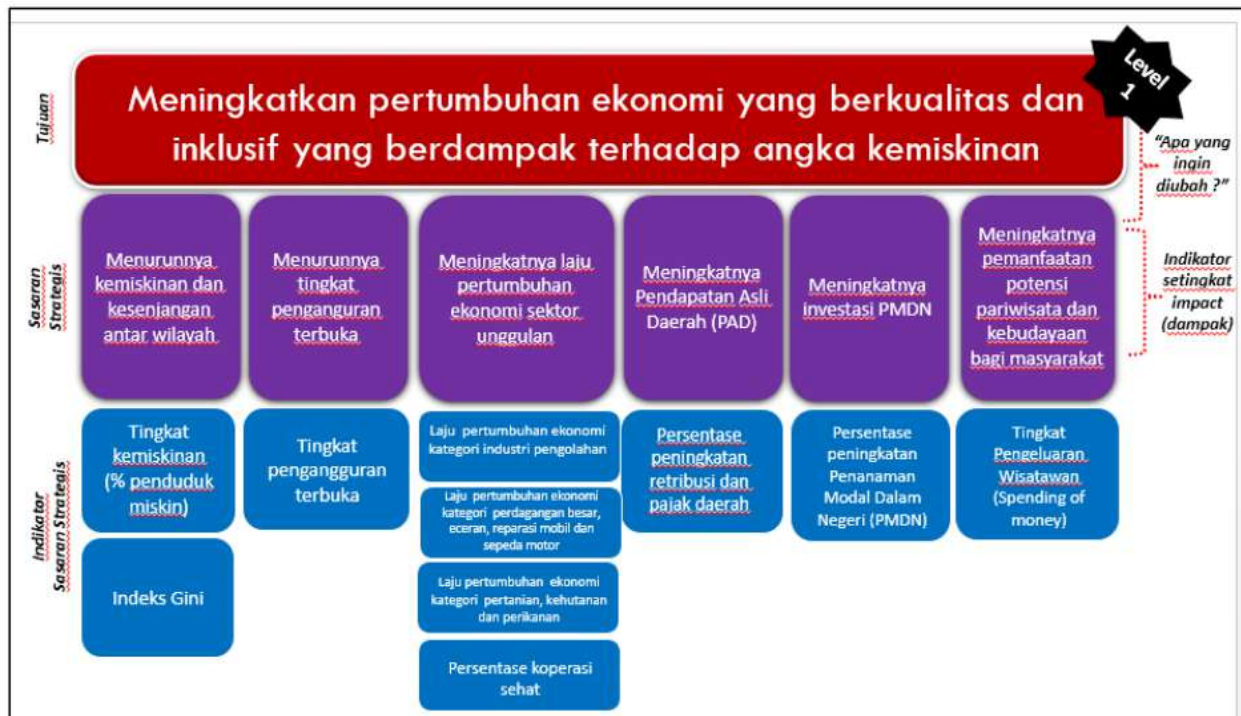 Level
1
Tujuan
Meningkatkan pertumbuhan ekonomi yang berkualitas dan
inklusif yang berdampak terhadap angka kemiskinan
"Apa yang
ingin
diubah ?"
Sasaran
Strategis
Menurunnya
kemiskinan dan
kesenjangan
antar wilayah
Menurunnya
tingkat
penganguran
terbuka
Meningkatnya laju
pertumbuhan
ekonomi sektor
unggulan
Meningkatnya
Pendapatan Asli
Daerah (PAD)
Meningkatnya
investasi PMDN
Meningkatnya
pemanfaatan
potensi
pariwisata dan
kebudayaan
bagi masyarakat
Indikator
setingkat
impact
(dampak)
Indikator
Sasaran Strategis
Tingkat
kemiskinan
(% penduduk
miskin)
Indeks Gini
Tingkat
pengangguran
terbuka
Laju pertumbuhan ekonomi
kategori industri pengolahan
Laju pertumbuhan ekonomi
kategori perdagangan besar,
eceran, reparasi mobil dan
sepeda motor
Laju pertumbuhan ekonomi
kategori pertanian, kehutanan
dan perikanan
Persentase koperasi
sehat
Persentase
peningkatan
retribusi dan
pajak daerah
Persentase
peningkatan
Penanaman
Modal Dalam
Negeri (PMDN)
Tingkat
Pengeluaran
Wisatawan
(Spending of
money)